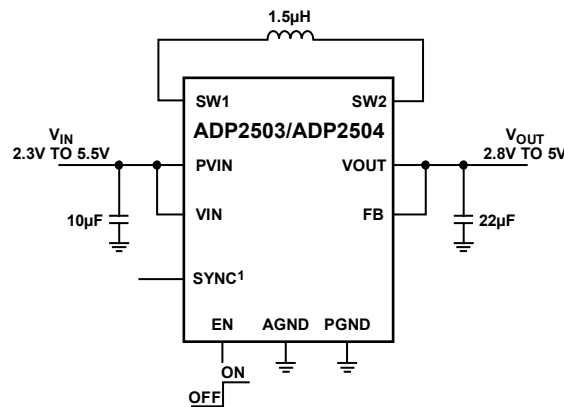 1.5µH
SW1
SW2
ADP2503/ADP2504
VIN
2.3V TO 5.5V
VOUT
2.8V TO 5V
PVIN
VOUT
VIN
FB
10µF
22µF
SYNC1
EN
AGND
PGND
ON
OFF